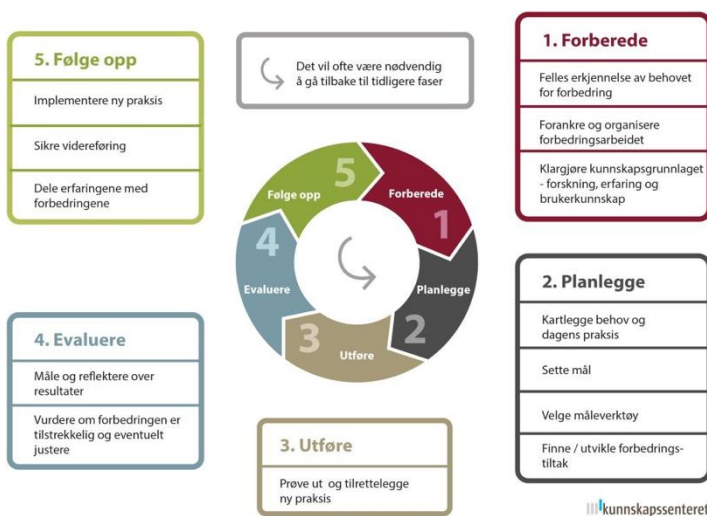 Det vil ofte være nødvendig
å gå tilbake til tidligere faser
1. Forberede
Felles erkjennelse av behovet
for forbedring
Forankre og organisere
forbedringsarbeidet
Klargjøre kunnskapsgrunnlaget
- forskning, erfaring og
brukerkunnskap
2. Planlegge
Kartlegge behov og
dagens praksis
Sette mål
Velge måleverktøy
Finne / utvikle forbedrings-
tiltak
3. Utføre
Prøve ut og tilrettelegge
ny praksis
4. Evaluere
Måle og reflektere over
resultater
Vurdere om forbedringen er
tilstrekkelig og eventuelt
justere
5. Følge opp
Implementere ny praksis
Sikre videreføring
Dele erfaringene med
forbedringene
1
Forberede
2
Planlegge
3
Utføre
4
Evaluere
5
Følge opp
kunnskapssenteret